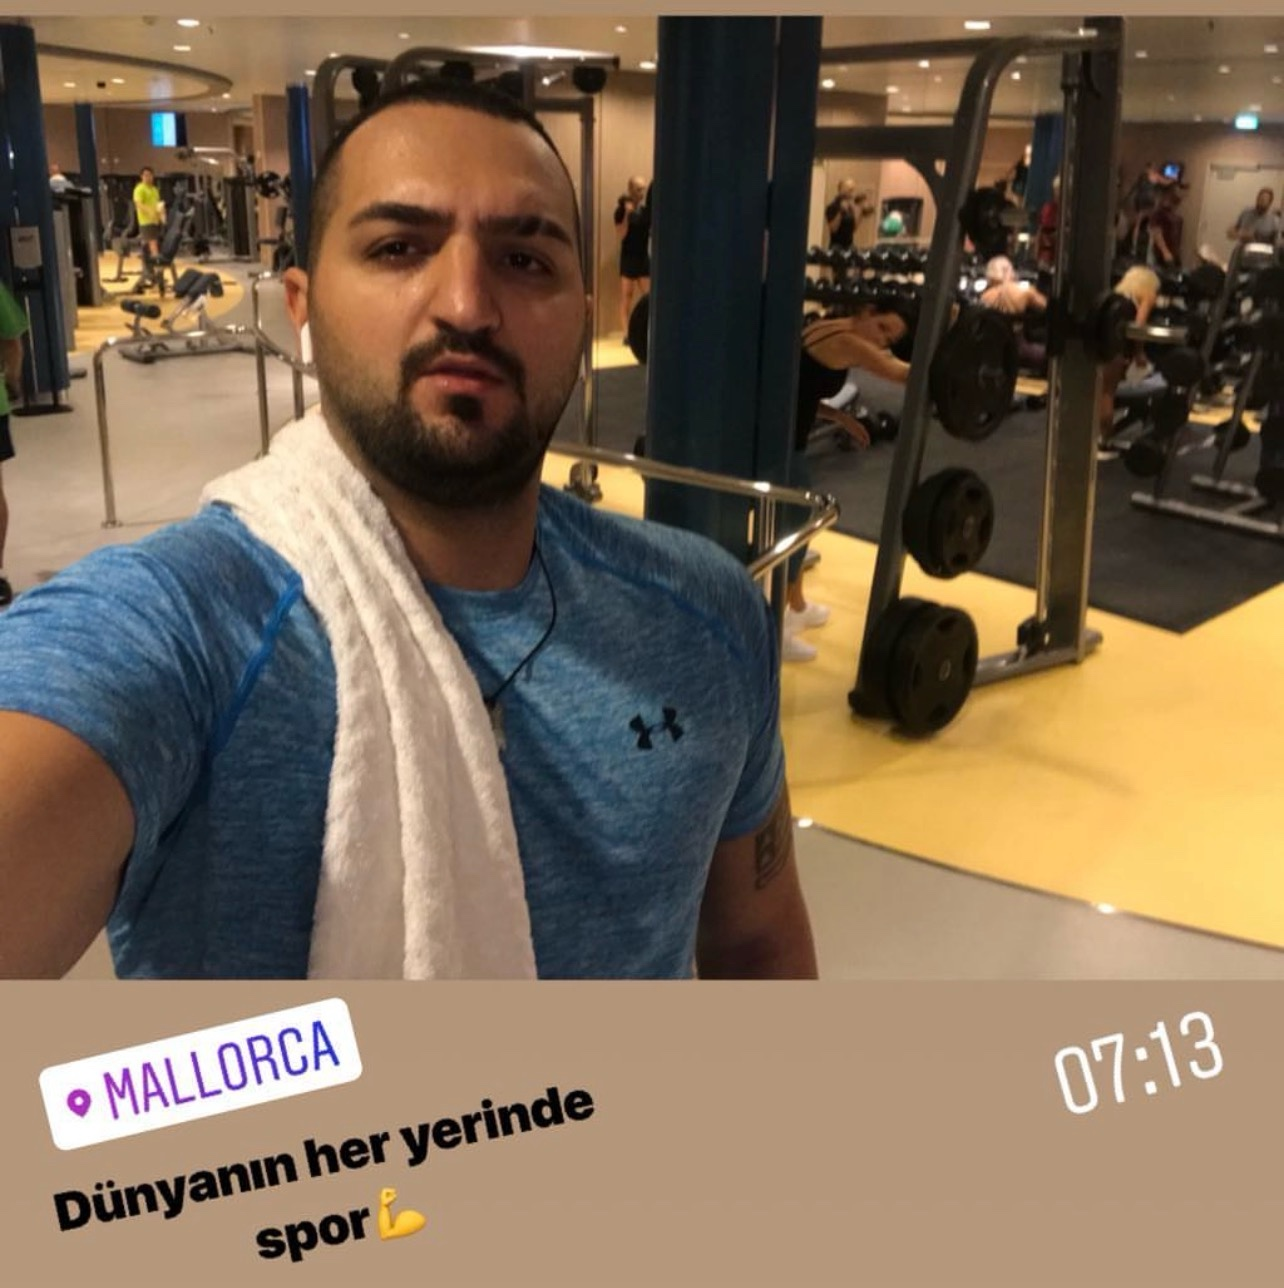 MALLORCA
07:13
Dünyanın her yerinde
spor💪